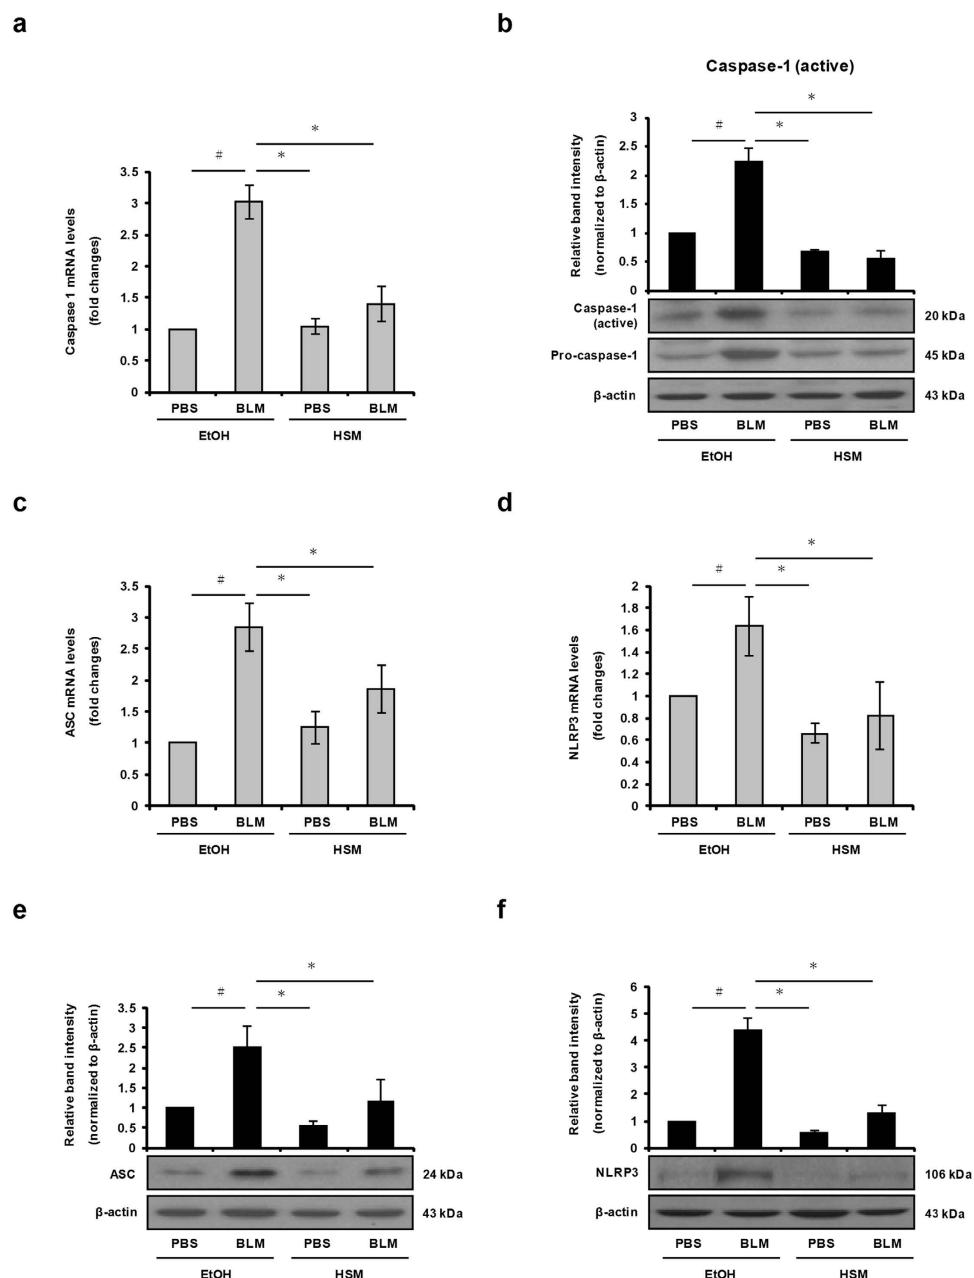 a
*
#
*
Caspase 1 mRNA levels
(fold changes)
3.5
3
2.5
2
1.5
1
0.5
0
PBS BLM PBS BLM
EtOH HSM
b
Caspase-1 (active)
*
#
*
Relative band intensity
(normalized to β-actin)
3
2.5
2
1.5
1
0.5
0
Caspase-1
(active)
20 kDa
Pro-caspase-1
45 kDa
β-actin
43 kDa
PBS BLM PBS BLM
EtOH HSM
c
*
#
*
ASC mRNA levels
(fold changes)
3.5
3
2.5
2
1.5
1
0.5
0
PBS BLM PBS BLM
EtOH HSM
d
*
#
*
NLRP3 mRNA levels
(fold changes)
2
1.8
1.6
1.4
1.2
1
0.8
0.6
0.4
0.2
0
PBS BLM PBS BLM
EtOH HSM
e
*
#
*
Relative band intensity
(normalized to β-actin)
3.5
3
2.5
2
1.5
1
0.5
0
ASC
24 kDa
β-actin
43 kDa
PBS BLM PBS BLM
EtOH HSM
f
*
#
*
Relative band intensity
(normalized to β-actin)
6
5
4
3
2
1
0
NLRP3
106 kDa
β-actin
43 kDa
PBS BLM PBS BLM
EtOH HSM